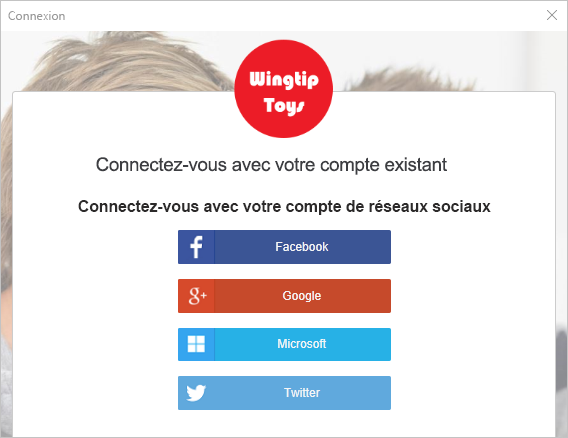 Connexion
Wingtip
Toys
Connectez-vous avec votre compte existant
Connectez-vous avec votre compte de réseaux sociaux
Facebook
Google
Microsoft
Twitter